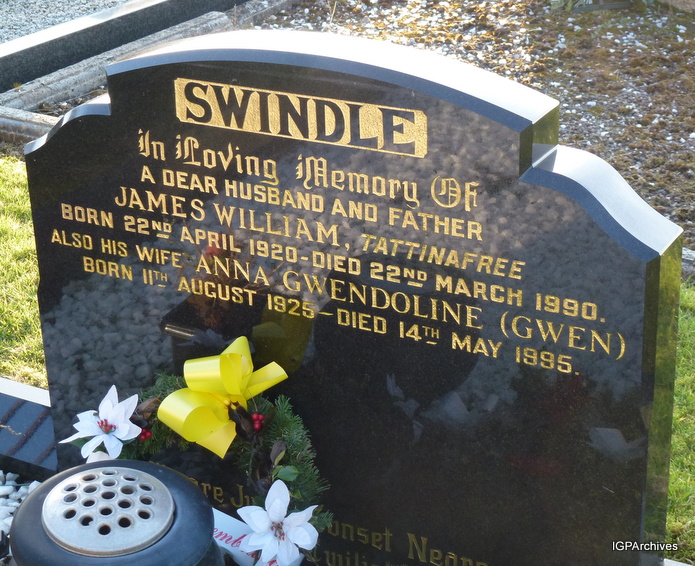 SWINDLE
In Loving Memory Of
A DEAR HUSBAND AND FATHER
JAMES WILLIAM, TATTINAFREE
BORN 22ND APRIL 1920-DIED 22ND MARCH 1990.
ALSO HIS WIFE ANNA GWENDOLINE (GWEN)
BORN 11TH AUGUST 1925-DIED 14TH MAY 1995.
IGPArchives